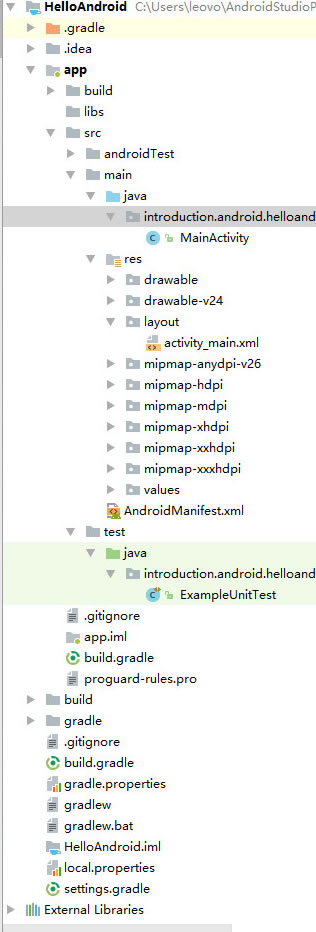 HelloAndroid C:\Users\leovo\AndroidStudioP
.gradle
.idea
app
build
libs
src
androidTest
main
java
introduction.android.helloand
MainActivity
res
drawable
drawable-v24
layout
activity_main.xml
mipmap-anydpi-v26
mipmap-hdpi
mipmap-mdpi
mipmap-xhdpi
mipmap-xxhdpi
mipmap-xxxhdpi
values
AndroidManifest.xml
test
java
introduction.android.helloand
ExampleUnitTest
.gitignore
app.iml
build.gradle
proguard-rules.pro
build
gradle
.gitignore
build.gradle
gradle.properties
gradlew
gradlew.bat
HelloAndroid.iml
local.properties
settings.gradle
External Libraries